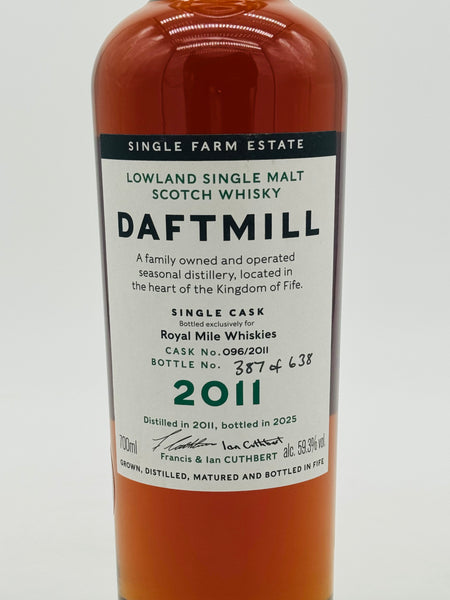 SINGLE FARM ESTATE
LOWLAND SINGLE MALT
SCOTCH WHISKY
DAFTMILL
A family owned and operated
seasonal distillery, located in
the heart of the Kingdom of Fife.
SINGLE CASK
Bottled exclusively for
Royal Mile Whiskies
CASK No. 096/2011
BOTTLE No. 387 of 638
2011
Distilled in 2011, bottled in 2025
700ml Ian Cuthbert alc. 59.3% vol
Francis & Ian CUTHBERT
GROWN, DISTILLED, MATURED AND BOTTLED IN FIFE